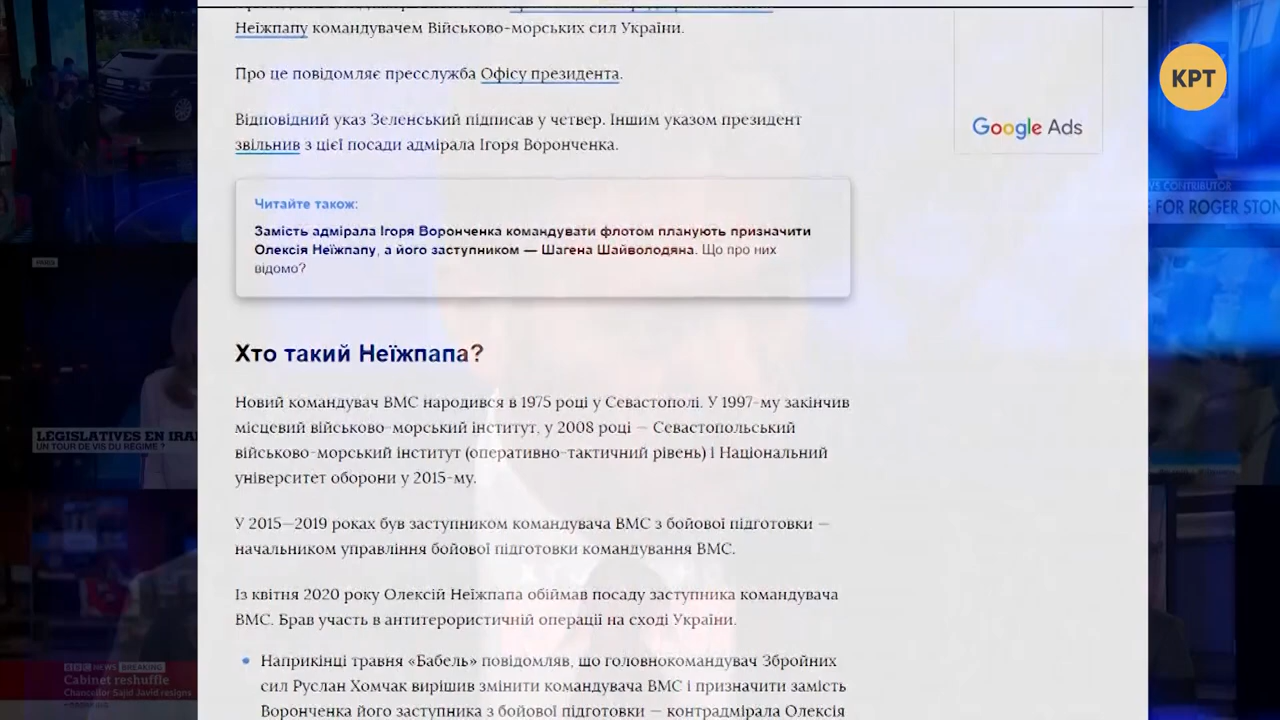 Неїжпапу командувачем Військово-морських сил України.
Про це повідомляє пресслужба Офісу президента.
Відповідний указ Зеленський підписав у четвер. Іншим указом президент
звільнив з цієї посади адмірала Ігоря Воронченка.
Читайте також:
Замість адмірала Ігоря Воронченка командувати флотом планують призначити
Олексія Неїжпапу, а його заступником — Шагена Шайволодяна. Що про них
відомо?
Хто такий Неїжпапа?
Новий командувач ВМС народився в 1975 році у Севастополі. У 1997-му закінчив
місцевий військово-морський інститут, у 2008 році — Севастопольський
військово-морський інститут (оперативно-тактичний рівень) і Національний
університет оборони у 2015-му.
У 2015—2019 роках був заступником командувача ВМС з бойової підготовки —
начальником управління бойової підготовки командування ВМС.
Із квітня 2020 року Олексій Неїжпапа обіймав посаду заступника командувача
ВМС. Брав участь в антитерористичній операції на сході України.
Наприкінці травня «Бабель» повідомляв, що головнокомандувач Збройних
сил Руслан Хомчак вирішив змінити командувача ВМС і призначити замість
Воронченка його заступника з бойової підготовки — контрадмірала Олексія
Google Ads
КРТ
WS CONTRIBUTOR
FOR ROGER STON
PARIS
LÉGISLATIVES EN IRAN
UN TOUR DE VIS DU RÉGIME ?
BBC NEWS BREAKING
Cabinet reshuffle
Chancellor Sajid Javid resigns